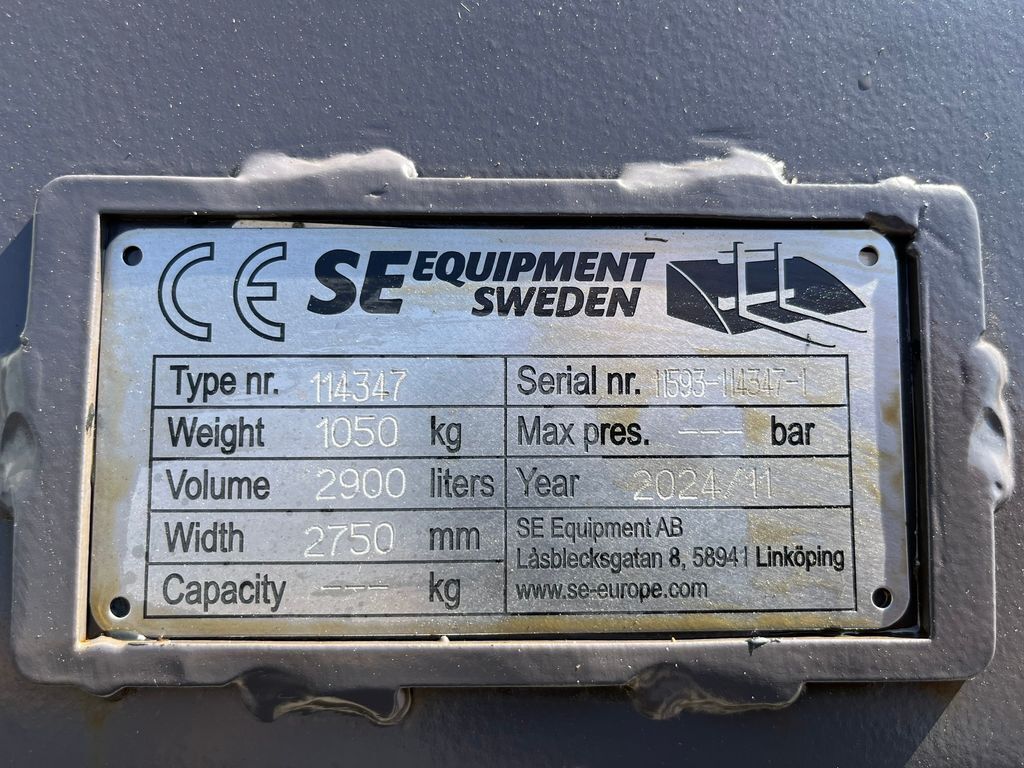 CE SE EQUIPMENT
SWEDEN
Type nr. 114347 Serial nr. 11593-114347-1
Weight 1050 kg Max pres. --- bar
Volume 2900 liters Year 2024/11
Width 2750 mm SE Equipment AB
Låsblecksgatan 8, 58941 Linköping
Capacity --- kg www.se-europe.com